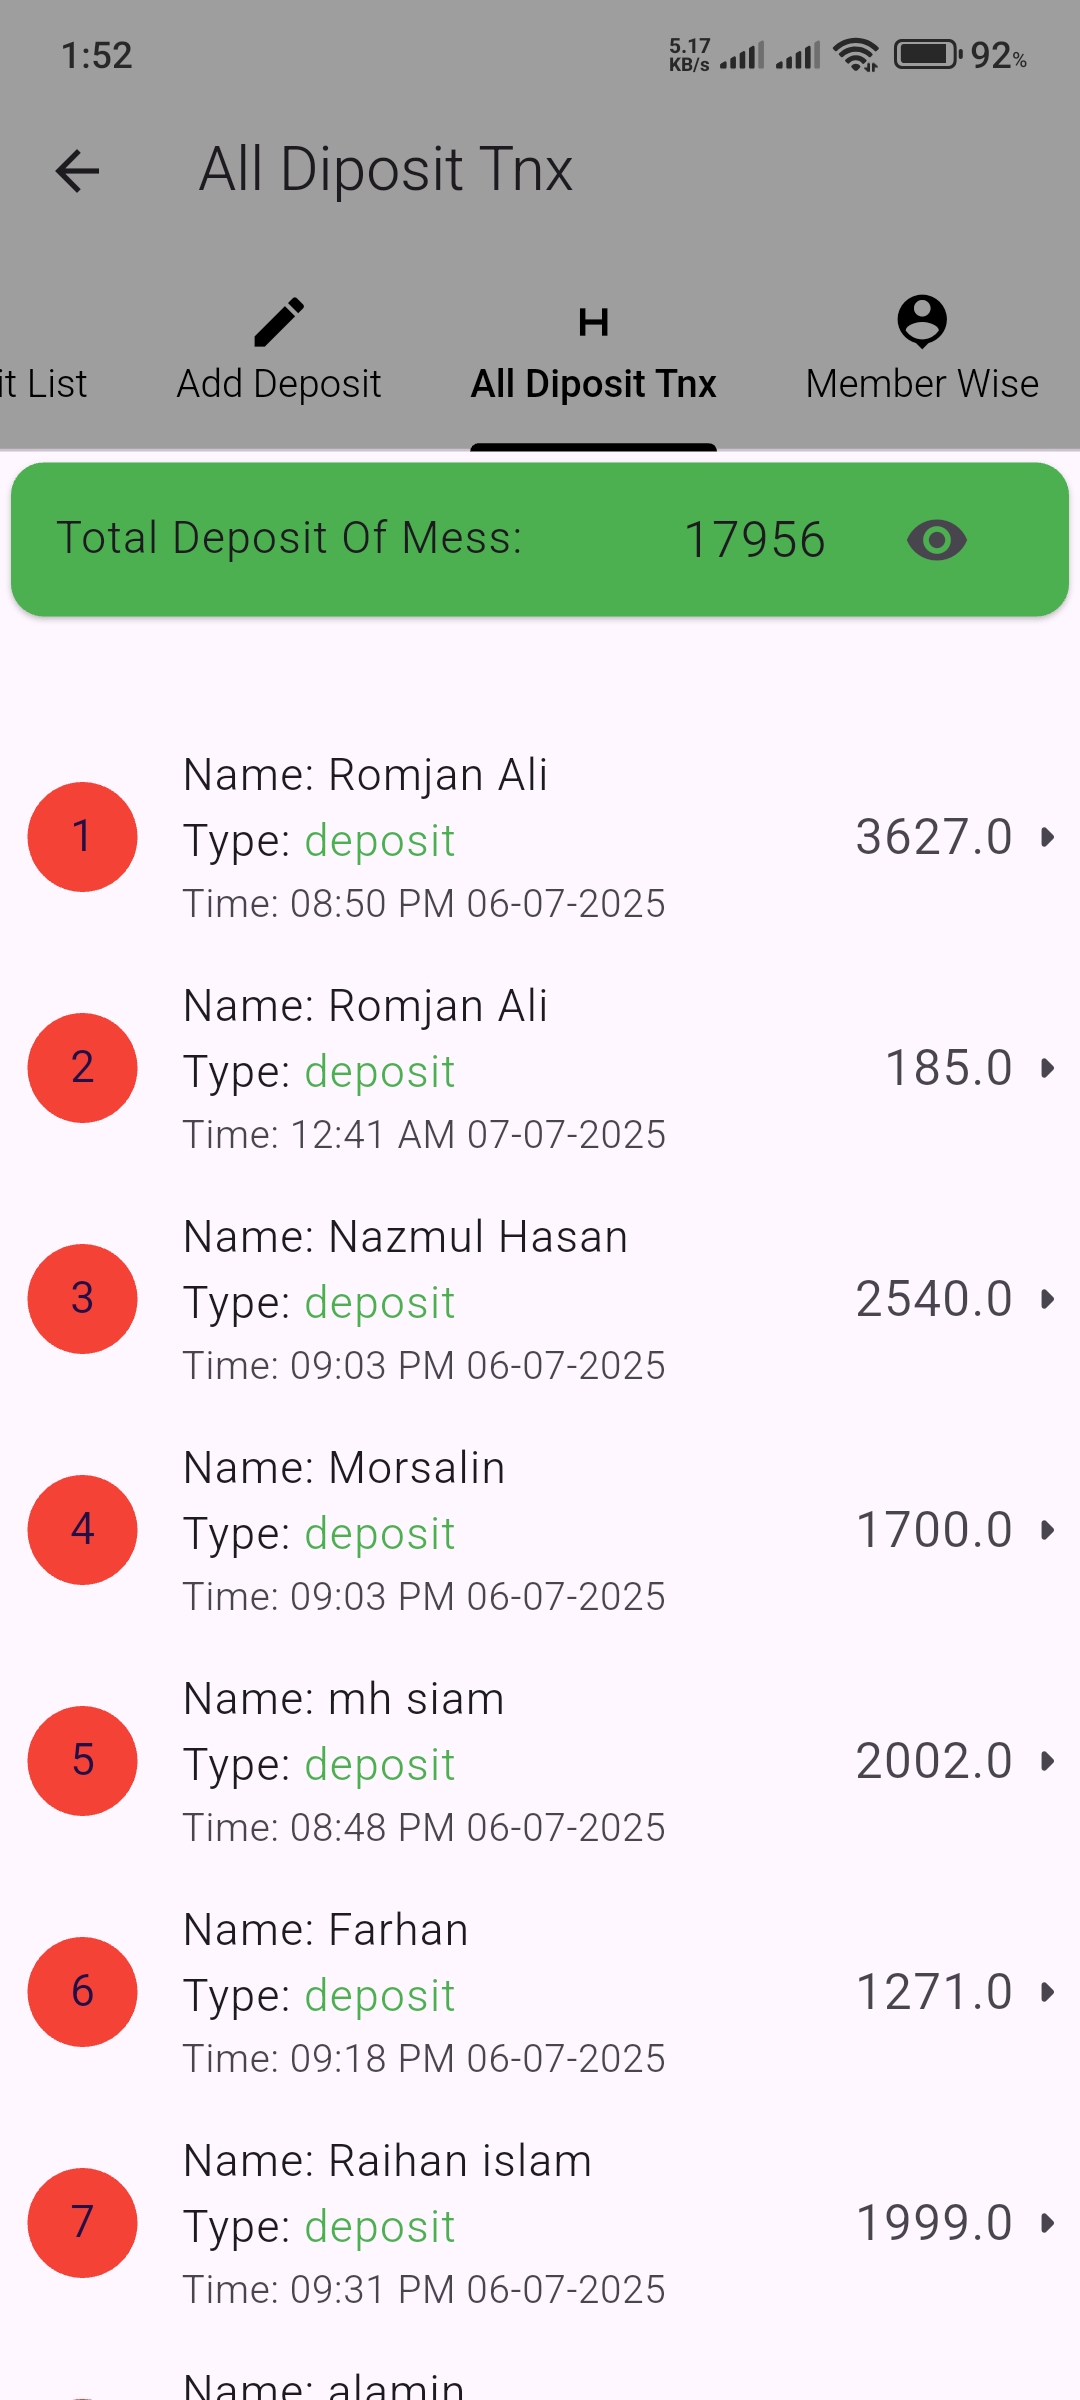 1:52
5.17
KB/s
92%
All Diposit Tnx
it List
Add Deposit
All Diposit Tnx
Member Wise
Total Deposit Of Mess: 17956
1
Name: Romjan Ali
Type: deposit
Time: 08:50 PM 06-07-2025
3627.0
2
Name: Romjan Ali
Type: deposit
Time: 12:41 AM 07-07-2025
185.0
3
Name: Nazmul Hasan
Type: deposit
Time: 09:03 PM 06-07-2025
2540.0
4
Name: Morsalin
Type: deposit
Time: 09:03 PM 06-07-2025
1700.0
5
Name: mh siam
Type: deposit
Time: 08:48 PM 06-07-2025
2002.0
6
Name: Farhan
Type: deposit
Time: 09:18 PM 06-07-2025
1271.0
7
Name: Raihan islam
Type: deposit
Time: 09:31 PM 06-07-2025
1999.0
Name: alamin